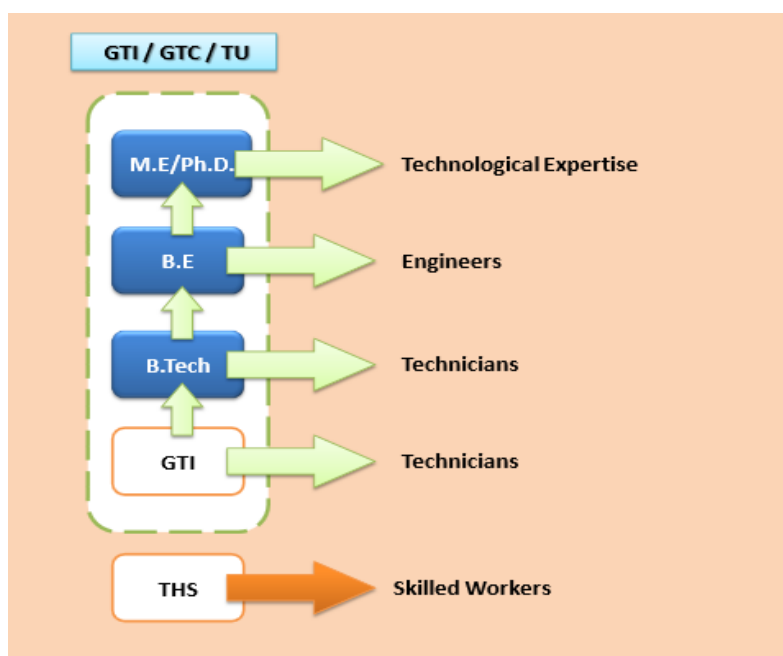 GTI / GTC / TU
M.E/Ph.D.
Technological Expertise
B.E
Engineers
B.Tech
Technicians
GTI
Technicians
THS
Skilled Workers